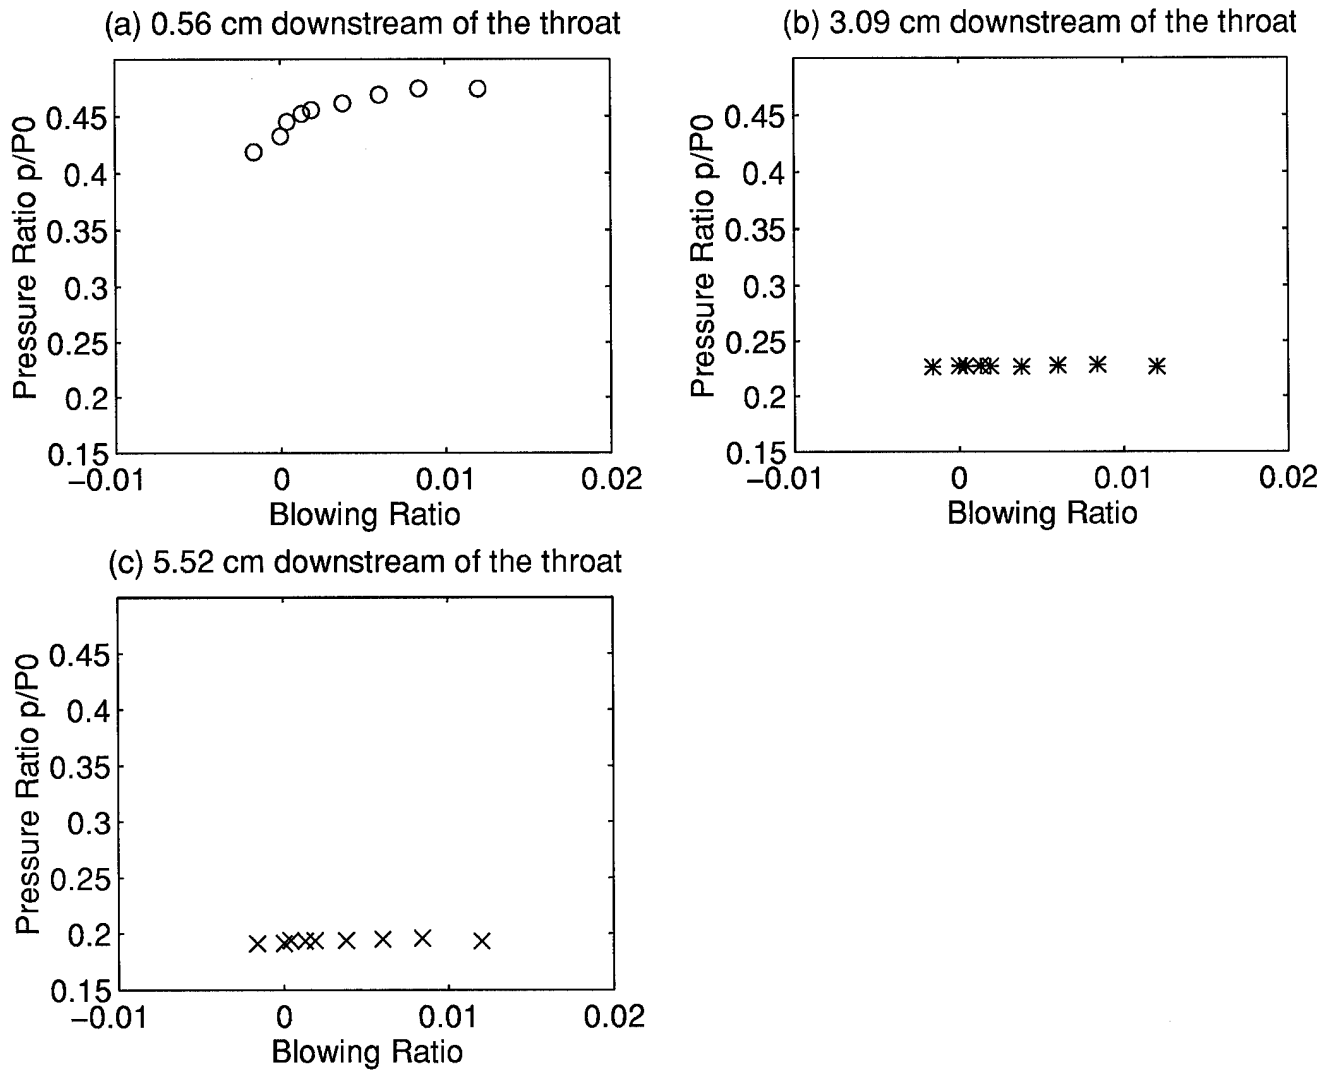 (a) 0.56 cm downstream of the throat
Pressure Ratio p/P0
0.45
0.4
0.35
0.3
0.25
0.2
0.15
−0.01 0 0.01 0.02
Blowing Ratio
(b) 3.09 cm downstream of the throat
Pressure Ratio p/P0
0.45
0.4
0.35
0.3
0.25
0.2
0.15
−0.01 0 0.01 0.02
Blowing Ratio
(c) 5.52 cm downstream of the throat
Pressure Ratio p/P0
0.45
0.4
0.35
0.3
0.25
0.2
0.15
−0.01 0 0.01 0.02
Blowing Ratio